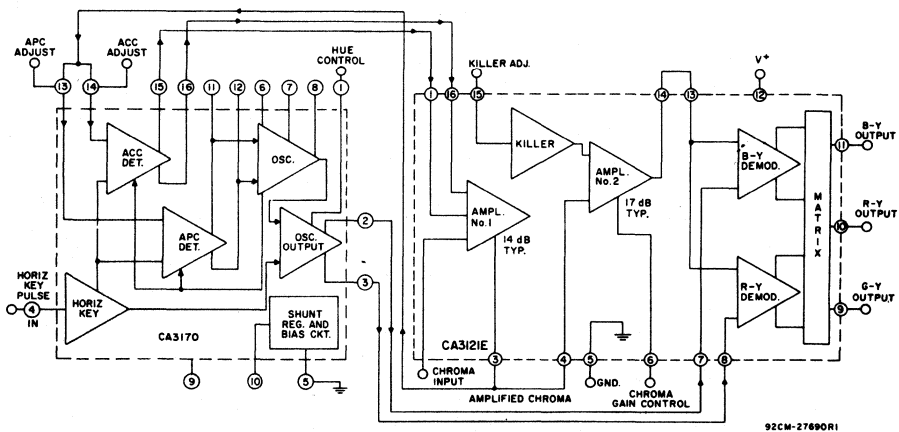 APC ADJUST
ACC ADJUST
HUE CONTROL
KILLER ADJ.
V+
13 14 15 16 11 12 6 7 8 1
1 16 15 14 13 12
ACC DET.
OSC.
KILLER
AMPL. No. 2
17 dB TYP.
B-Y DEMOD.
11
B-Y OUTPUT
APC DET.
OSC. OUTPUT
2
3
AMPL. No. 1
14 dB TYP.
MATRIX
10
R-Y OUTPUT
HORIZ KEY PULSE
4
IN
HORIZ KEY
SHUNT REG. AND BIAS CKT.
R-Y DEMOD.
9
G-Y OUTPUT
CA3170
CA3121E
9 10 5
3 4 5 6 7 8
CHROMA INPUT
AMPLIFIED CHROMA
GND.
CHROMA GAIN CONTROL
92CM-27690R1